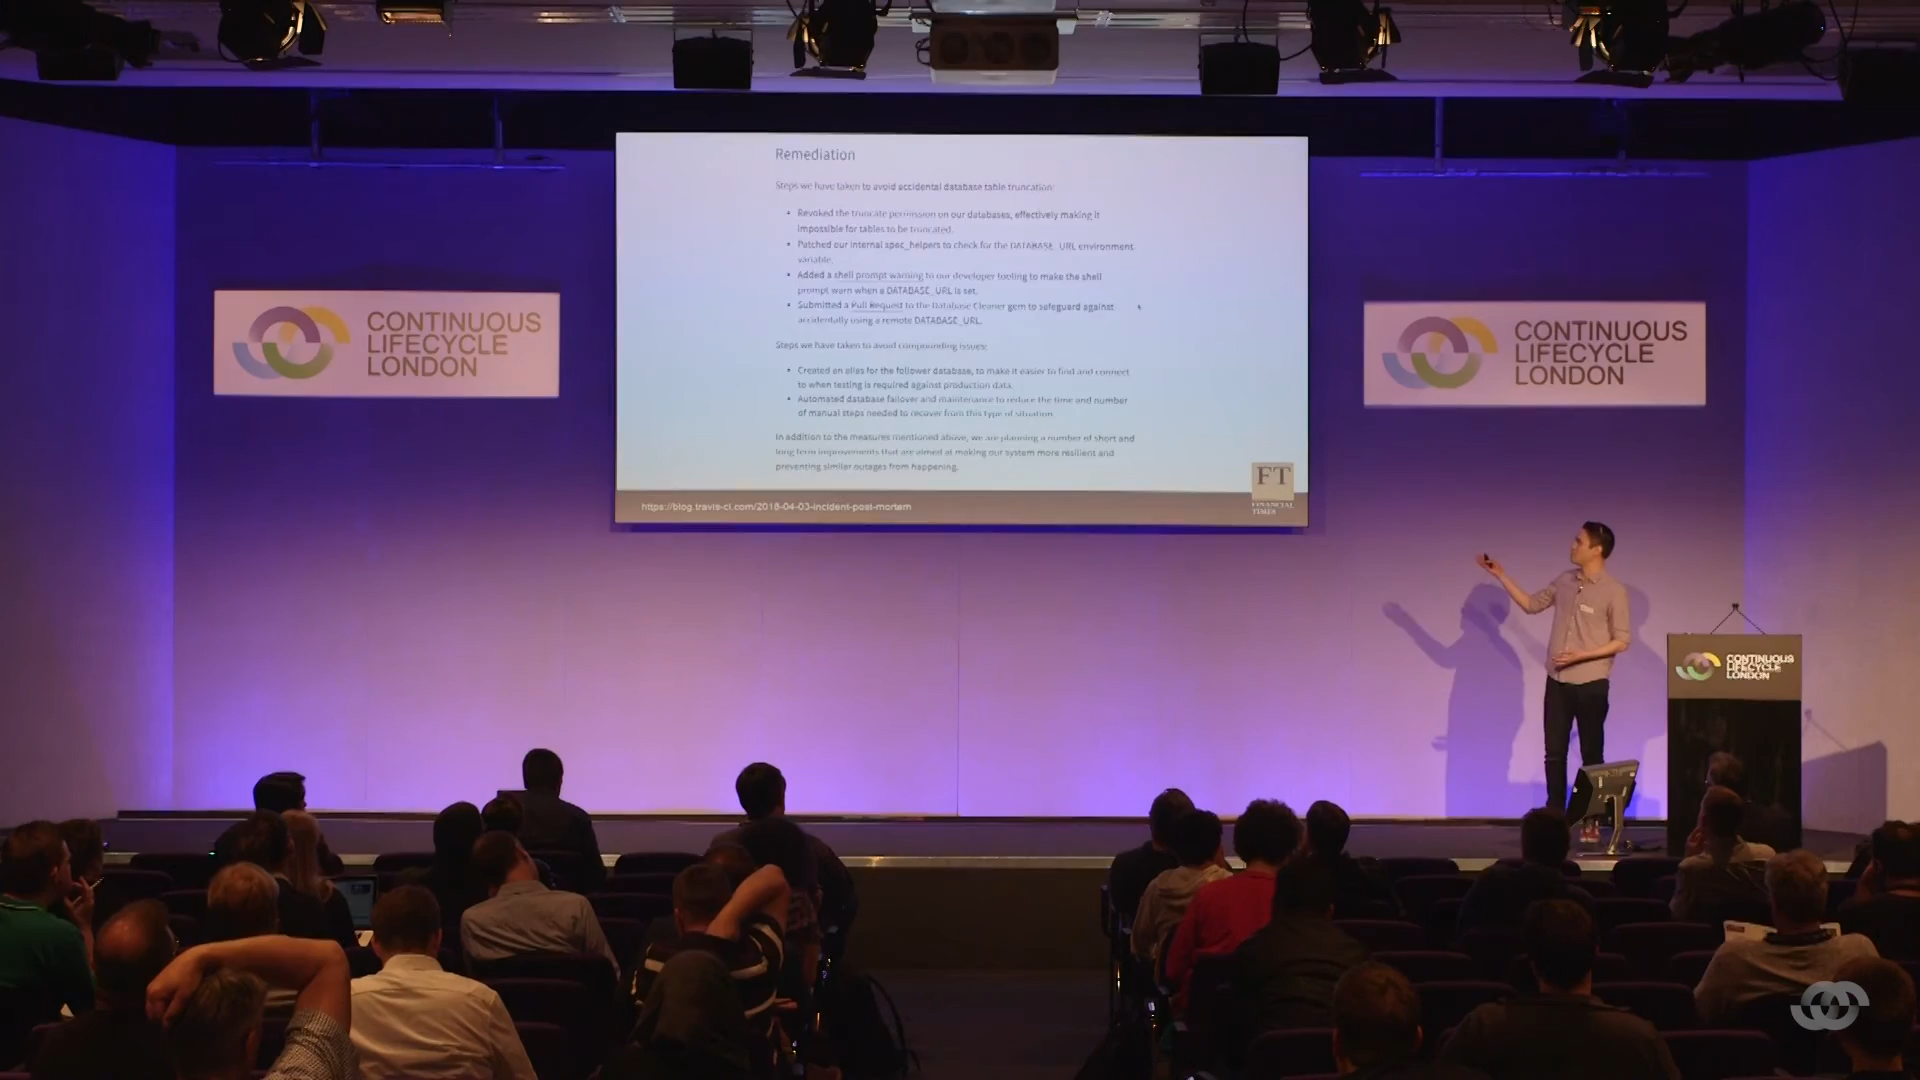 Remediation
Steps we have taken to avoid accidental database table truncation:
• Revoked the truncate permission on our databases, effectively making it
impossible for tables to be truncated.
• Patched our internal spec_helpers to check for the DATABASE_URL environment
variable.
• Added a shell prompt warning to our developer tooling to make the shell
prompt warn when a DATABASE_URL is set.
• Submitted a Pull Request to the Database Cleaner gem to safeguard against
accidentally using a remote DATABASE_URL.
Steps we have taken to avoid compounding issues:
• Created an alias for the follower database, to make it easier to find and connect
to when testing is required against production data.
• Automated database failover and maintenance to reduce the time and number
of manual steps needed to recover from this type of situation.
In addition to the measures mentioned above, we are planning a number of short and
long term improvements that are aimed at making our system more resilient and
preventing similar outages from happening.
https://blog.travis-ci.com/2018-04-03-incident-post-mortem
FT
FINANCIAL
TIMES
CONTINUOUS
LIFECYCLE
LONDON
CONTINUOUS
LIFECYCLE
LONDON
CONTINUOUS
LIFECYCLE
LONDON